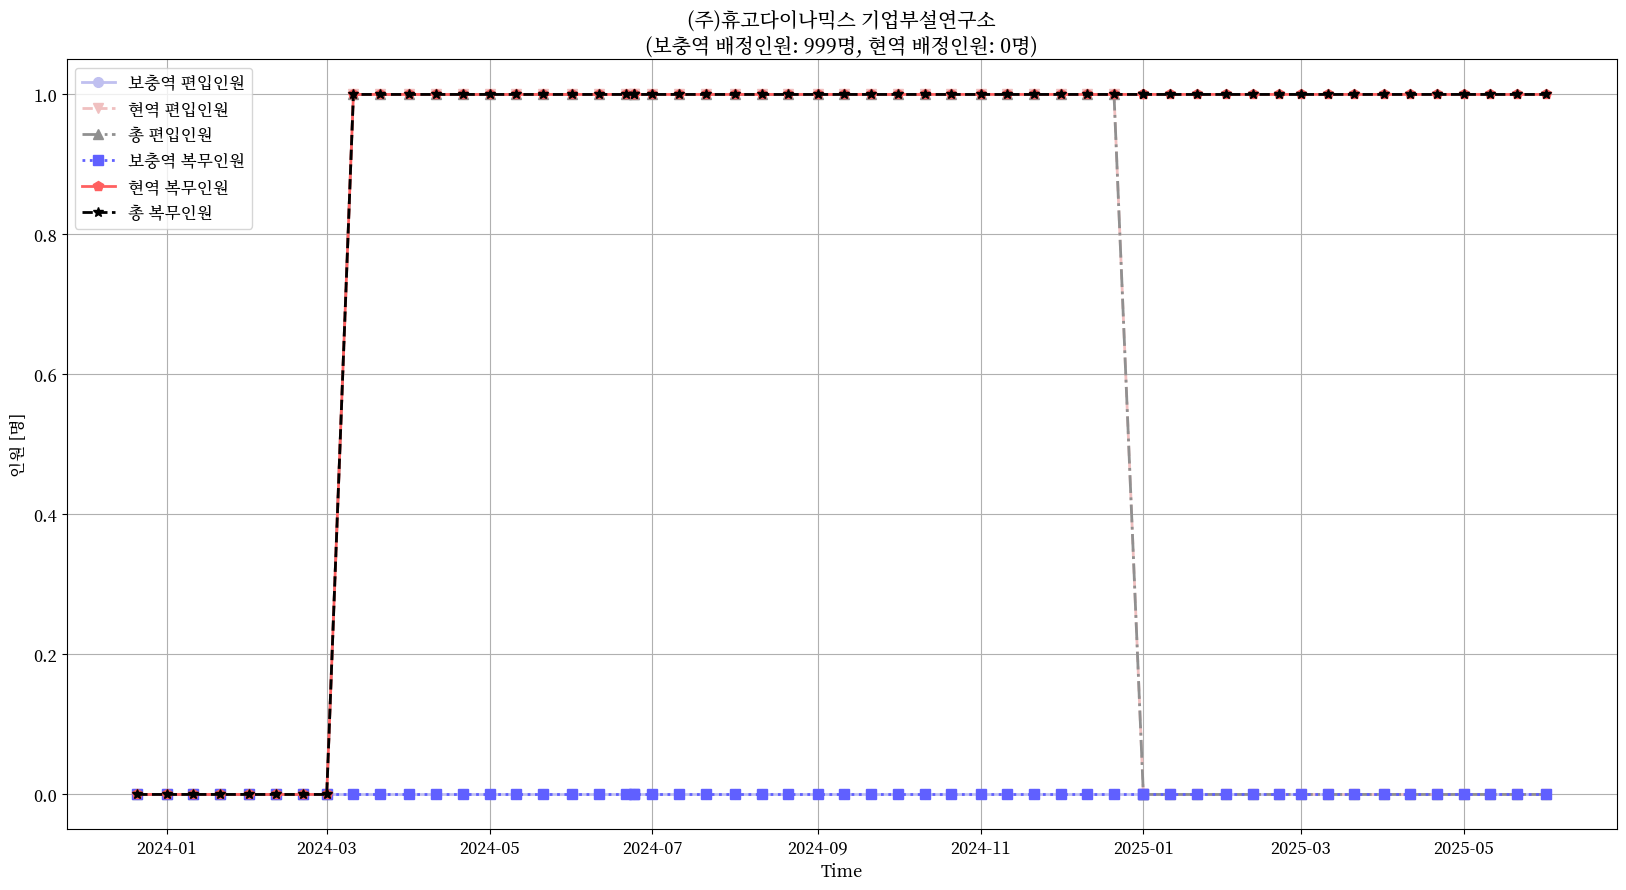 (주)휴고다이나믹스 기업부설연구소
(보충역 배정인원: 999명, 현역 배정인원: 0명)
보충역 편입인원
현역 편입인원
총 편입인원
보충역 복무인원
현역 복무인원
총 복무인원
1.0
0.8
0.6
0.4
0.2
0.0
인원 [명]
2024-01 2024-03 2024-05 2024-07 2024-09 2024-11 2025-01 2025-03 2025-05
Time